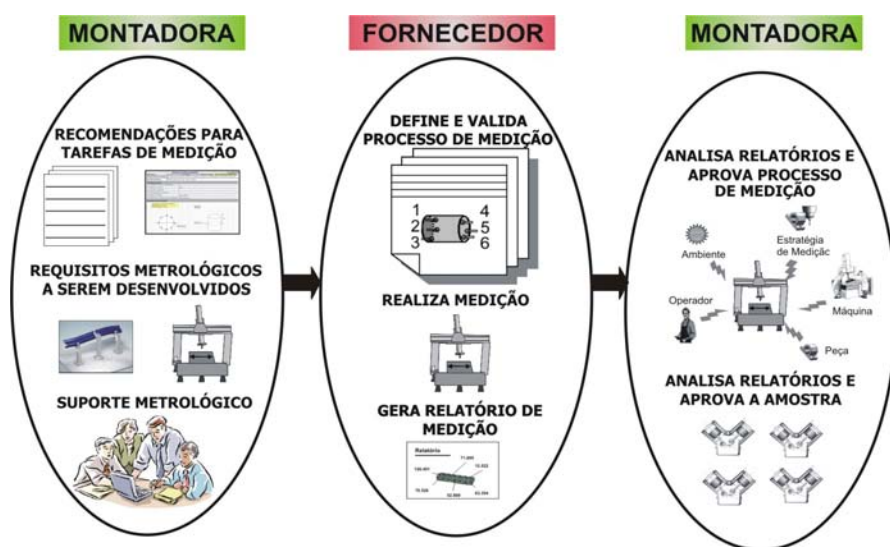 MONTADORA
RECOMENDAÇÕES PARA
TAREFAS DE MEDIÇÃO
REQUISITOS METROLÓGICOS
A SEREM DESENVOLVIDOS
SUPORTE METROLÓGICO
FORNECEDOR
DEFINE E VALIDA
PROCESSO DE MEDIÇÃO
1 4
2 5
3 6
REALIZA MEDIÇÃO
GERA RELATÓRIO DE
MEDIÇÃO
Relatório
MONTADORA
ANALISA RELATÓRIOS E
APROVA PROCESSO
DE MEDIÇÃO
Ambiente
Estratégia
de Mediçãc
Operador
Máquina
Peça
ANALISA RELATÓRIOS E
APROVA A AMOSTRA